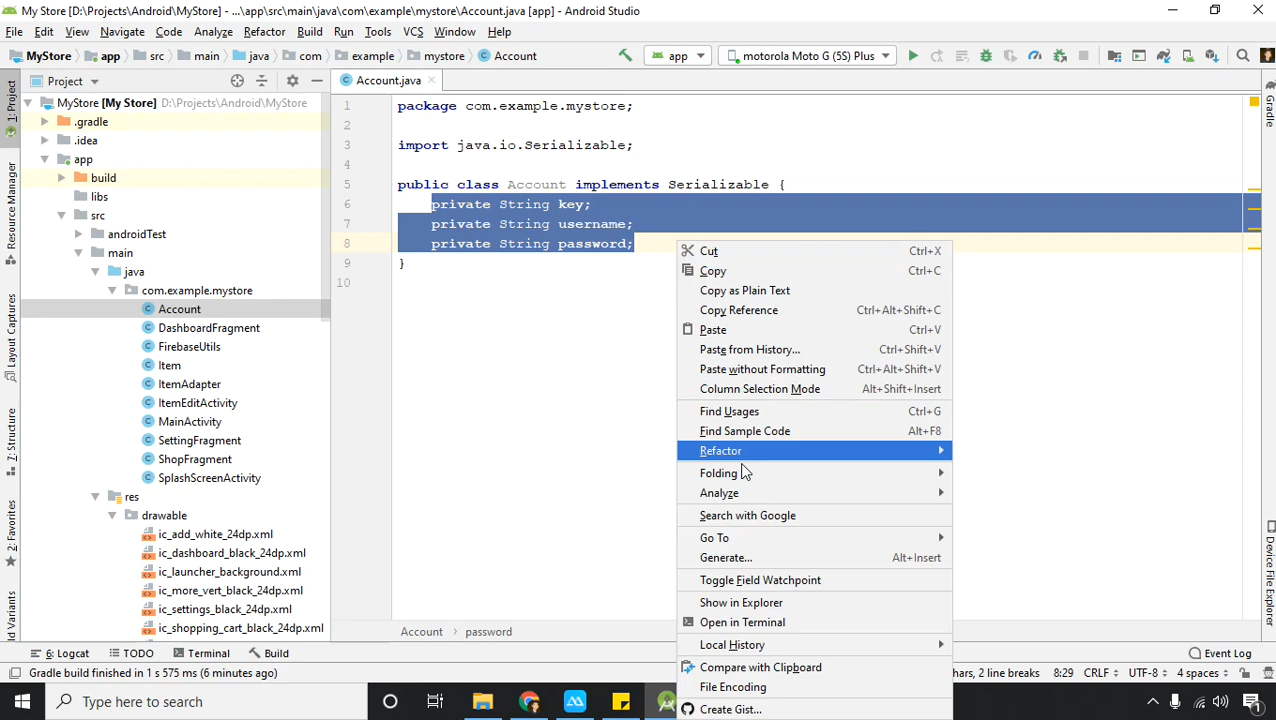 My Store [D:\Projects\Android\MyStore] - ...\app\src\main\java\com\example\mystore\Account.java [app] - Android Studio
File Edit View Navigate Code Analyze Refactor Build Run Tools VCS Window Help
MyStore app src main java com example mystore Account app motorola Moto G (5S) Plus
1: Project
Resource Manager
Layout Captures
7: Structure
2: Favorites
ld Variants
Project
MyStore [My Store] D:\Projects\Android\MyStore
.gradle
.idea
app
build
libs
src
androidTest
main
java
com.example.mystore
Account
DashboardFragment
FirebaseUtils
Item
ItemAdapter
ItemEditActivity
MainActivity
SettingFragment
ShopFragment
SplashScreenActivity
res
drawable
ic_add_white_24dp.xml
ic_dashboard_black_24dp.xml
ic_launcher_background.xml
ic_more_vert_black_24dp.xml
ic_settings_black_24dp.xml
ic_shopping_cart_black_24dp.xml
Account.java
1 package com.example.mystore;
2
3 import java.io.Serializable;
4
5 public class Account implements Serializable {
6 private String key;
7 private String username;
8 private String password;
9 }
10
Cut Ctrl+X
Copy Ctrl+C
Copy as Plain Text
Copy Reference Ctrl+Alt+Shift+C
Paste Ctrl+V
Paste from History... Ctrl+Shift+V
Paste without Formatting Ctrl+Alt+Shift+V
Column Selection Mode Alt+Shift+Insert
Find Usages Ctrl+G
Find Sample Code Alt+F8
Refactor
Folding
Analyze
Search with Google
Go To
Generate... Alt+Insert
Toggle Field Watchpoint
Show in Explorer
Open in Terminal
Local History
Compare with Clipboard
File Encoding
Create Gist...
Gradle
Device File Explorer
Account password
6: Logcat TODO Terminal Build Event Log
Gradle build finished in 1 s 575 ms (6 minutes ago) hars, 2 line breaks 8:29 CRLF UTF-8 4 spaces
Type here to search
1